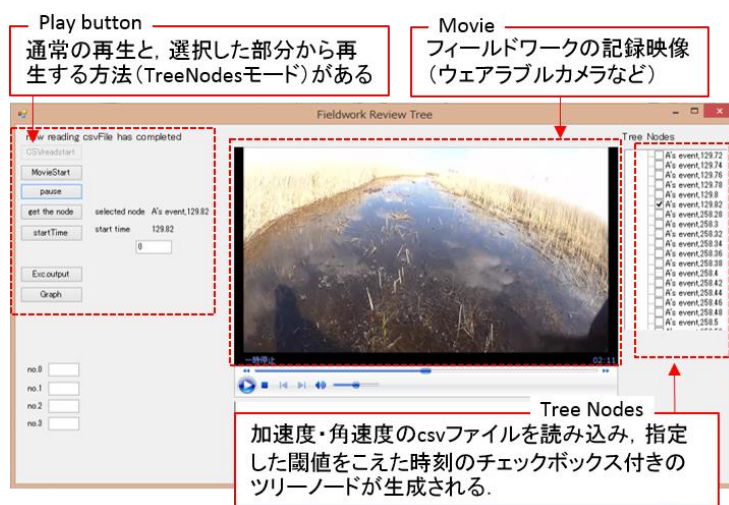 Play button
通常の再生と，選択した部分から再
生する方法（TreeNodesモード）がある
Movie
フィールドワークの記録映像
（ウェアラブルカメラなど）
Fieldwork Review Tree
now reading csvFile has completed
CSVreadstart
MovieStart
pause
get the node
selected node A's event,129.82
startTime
start time 129.82
0
Exc.output
Graph
no.0
no.1
no.2
no.3
一時停止
02:11
Tree Nodes
A's event,129.72
A's event,129.74
A's event,129.76
A's event,129.78
A's event,129.8
A's event,129.82
A's event,258.28
A's event,258.3
A's event,258.32
A's event,258.34
A's event,258.36
A's event,258.38
A's event,258.4
A's event,258.42
A's event,258.44
A's event,258.46
A's event,258.48
A's event,258.5
Tree Nodes
加速度・角速度のcsvファイルを読み込み，指定
した閾値をこえた時刻のチェックボックス付きの
ツリーノードが生成される．